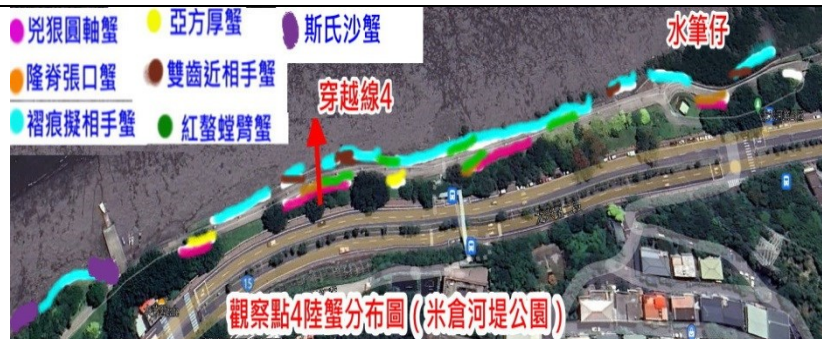 兇狠圓軸蟹
亞方厚蟹
斯氏沙蟹
隆脊張口蟹
雙齒近相手蟹
褶痕擬相手蟹
紅螯螳臂蟹
穿越線4
水筆仔
15
觀察點4陸蟹分布圖（米倉河堤公園）